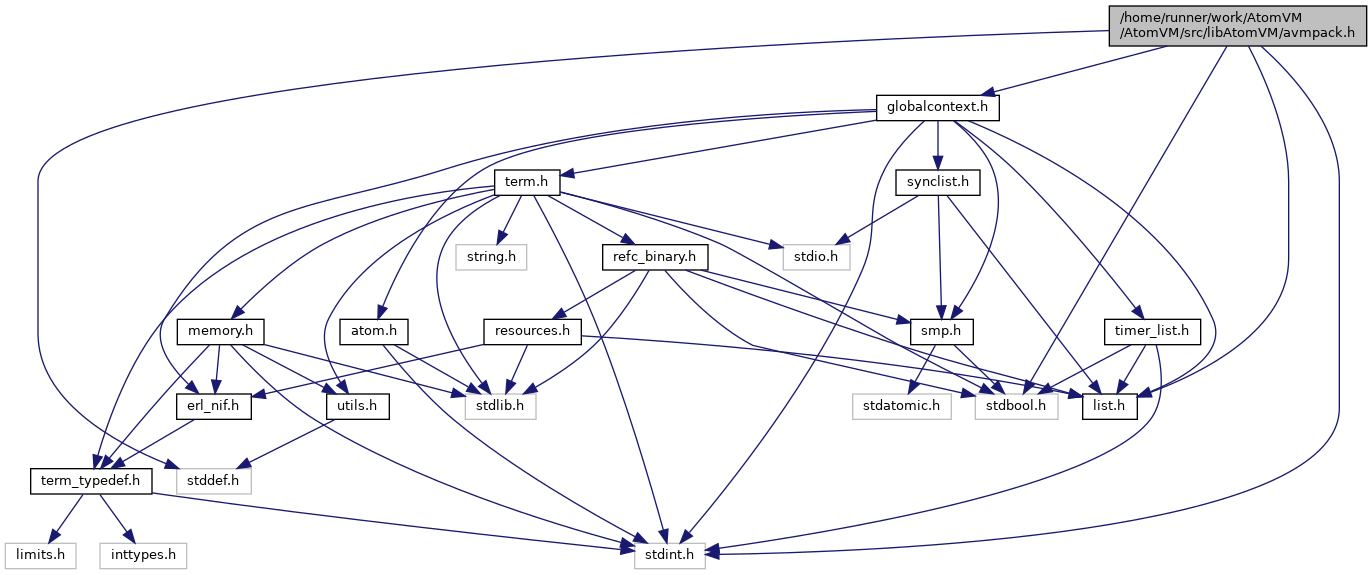 /home/runner/work/AtomVM
/AtomVM/src/libAtomVM/avmpack.h
globalcontext.h
term.h
synclist.h
string.h
refc_binary.h
stdio.h
memory.h
atom.h
resources.h
smp.h
timer_list.h
erl_nif.h
utils.h
stdlib.h
stdatomic.h
stdbool.h
list.h
term_typedef.h
stddef.h
limits.h
inttypes.h
stdint.h